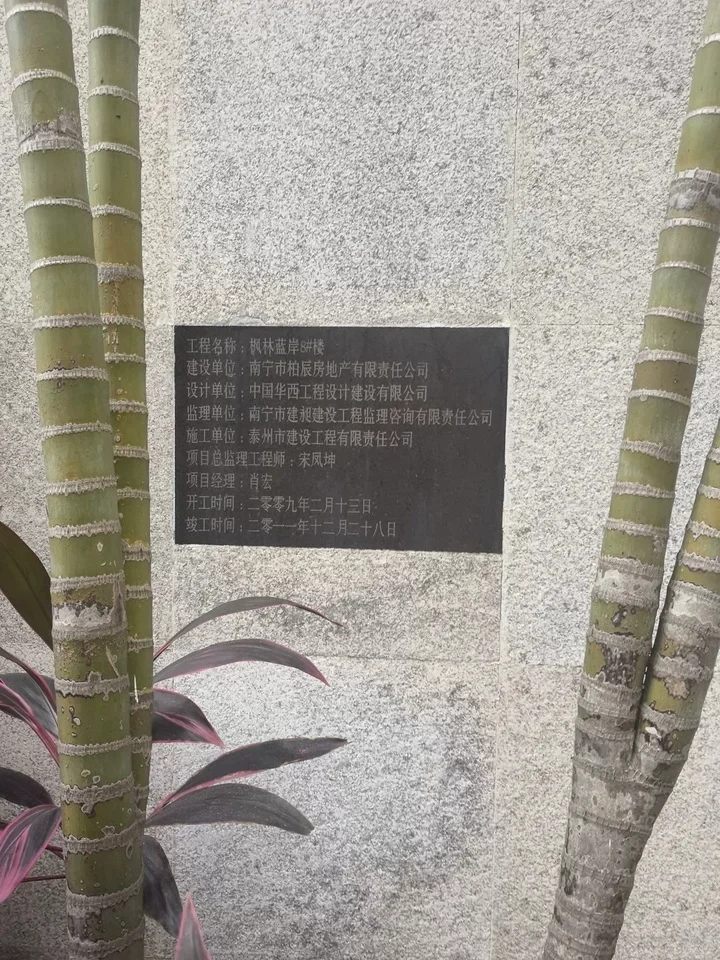 工程名称：枫林蓝岸8#楼
建设单位：南宁市柏辰房地产有限责任公司
设计单位：中国华西工程设计建设有限公司
监理单位：南宁市建昶建设工程监理咨询有限责任公司
施工单位：泰州市建设工程有限责任公司
项目总监理工程师：宋凤坤
项目经理：肖宏
开工时间：二零零九年二月十三日
竣工时间：二零一一年十二月二十八日